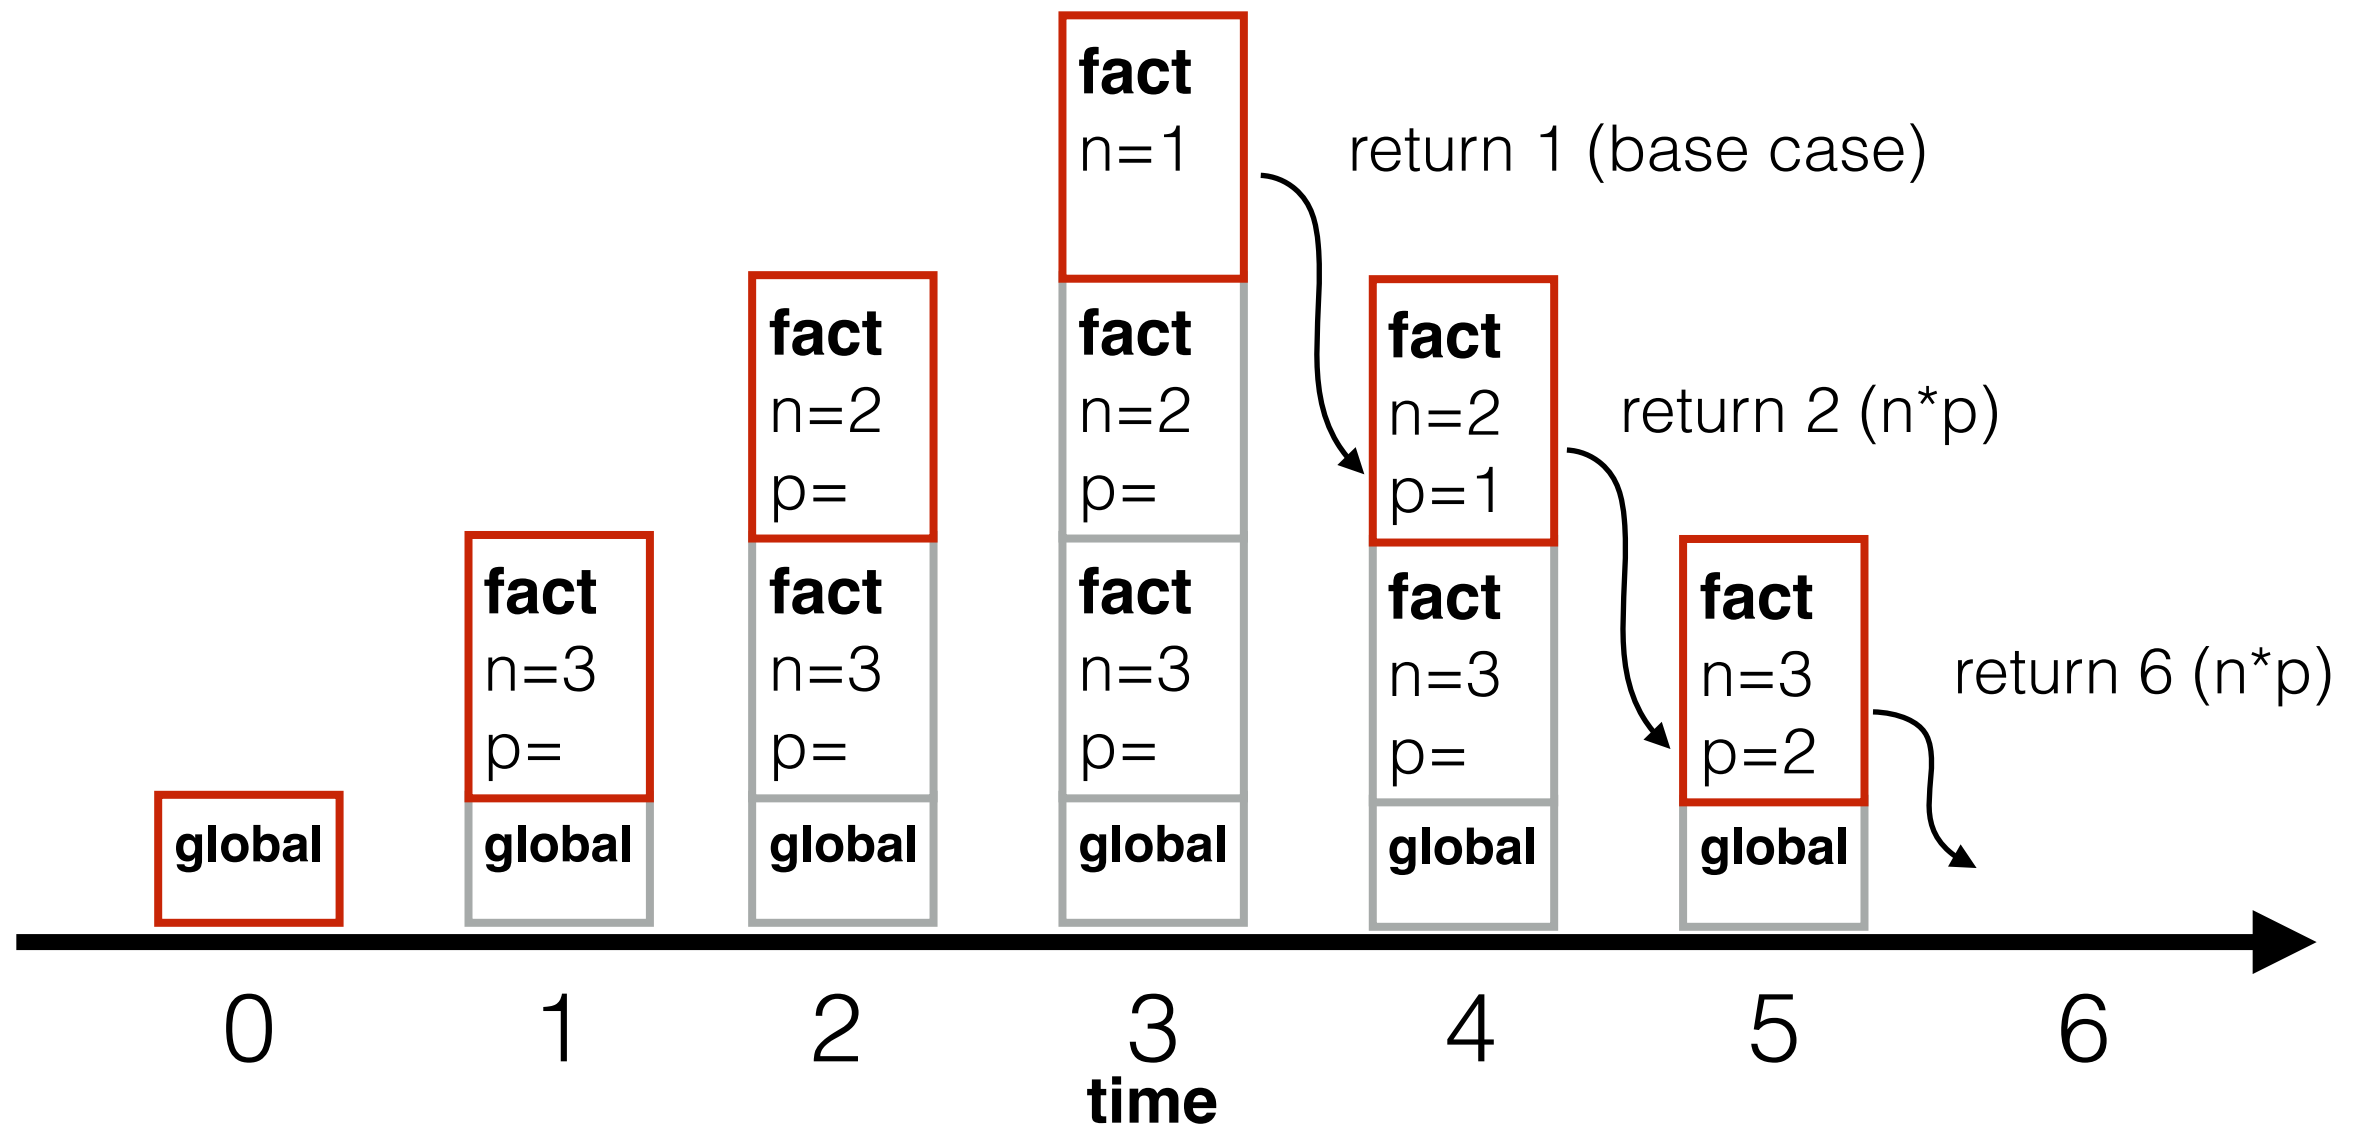 global
fact
n=3
p=
global
fact
n=2
p=
fact
n=3
p=
global
fact
n=1
fact
n=2
p=
fact
n=3
p=
global
return 1 (base case)
fact
n=2
p=1
fact
n=3
p=
global
return 2 (n*p)
fact
n=3
p=2
global
return 6 (n*p)
0 1 2 3 4 5 6
time